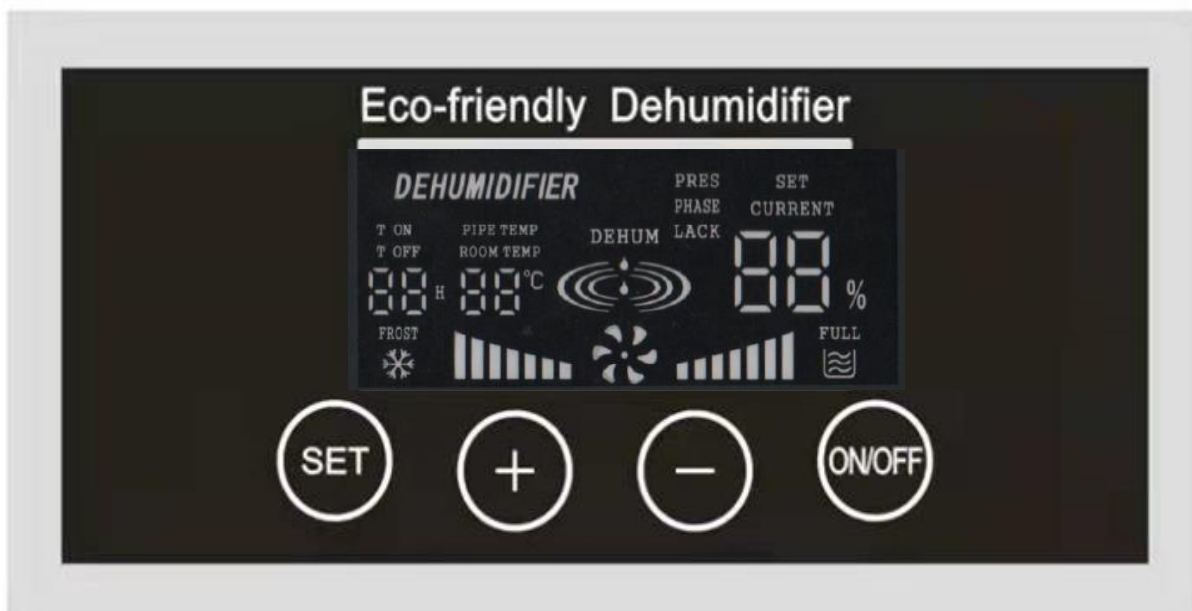 Eco-friendly Dehumidifier
DEHUMIDIFIER
PRES SET
PHASE CURRENT
T ON PIPE TEMP DEHUM LACK
T OFF ROOM TEMP
88 H 88 °C 88 %
FROST FULL
SET + − ON/OFF